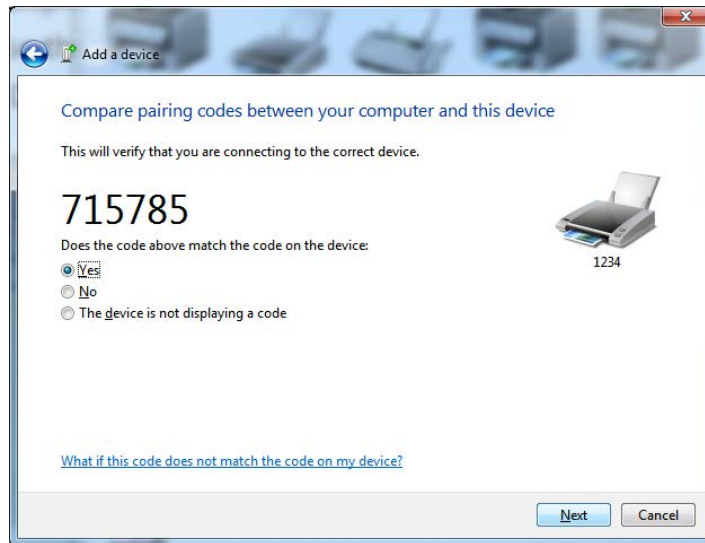 Add a device
Compare pairing codes between your computer and this device
This will verify that you are connecting to the correct device.
715785
Does the code above match the code on the device:
Yes
No
The device is not displaying a code
1234
What if this code does not match the code on my device?
Next Cancel